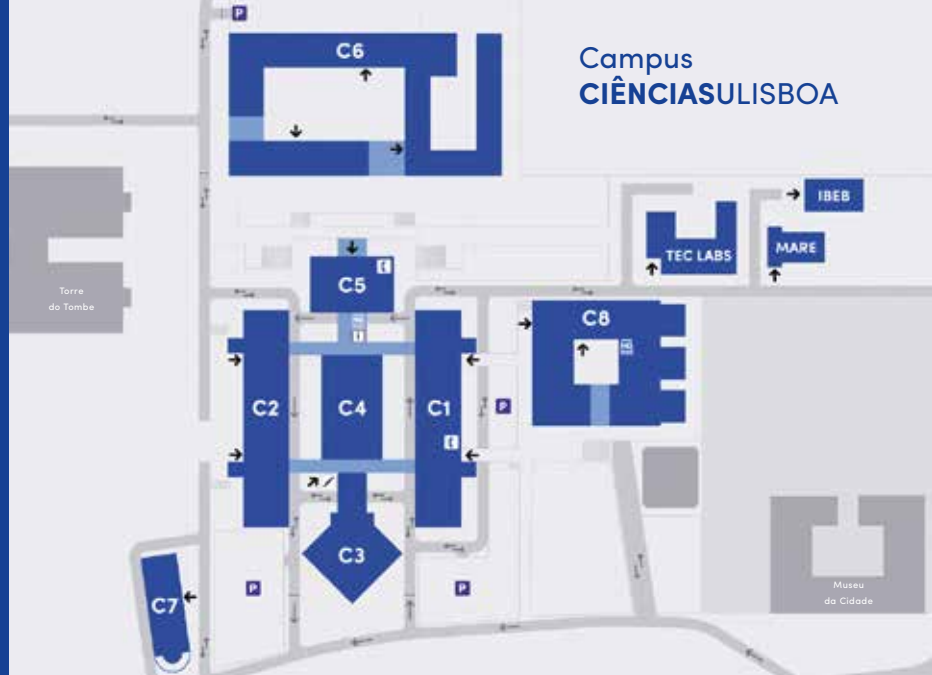 P
C6
Campus
CIÊNCIASULISBOA
IBEB
TEC LABS
MARE
C5
Torre
do Tombe
C8
C2
C4
C1
P
C3
C7
P
P
Museu
da Cidade